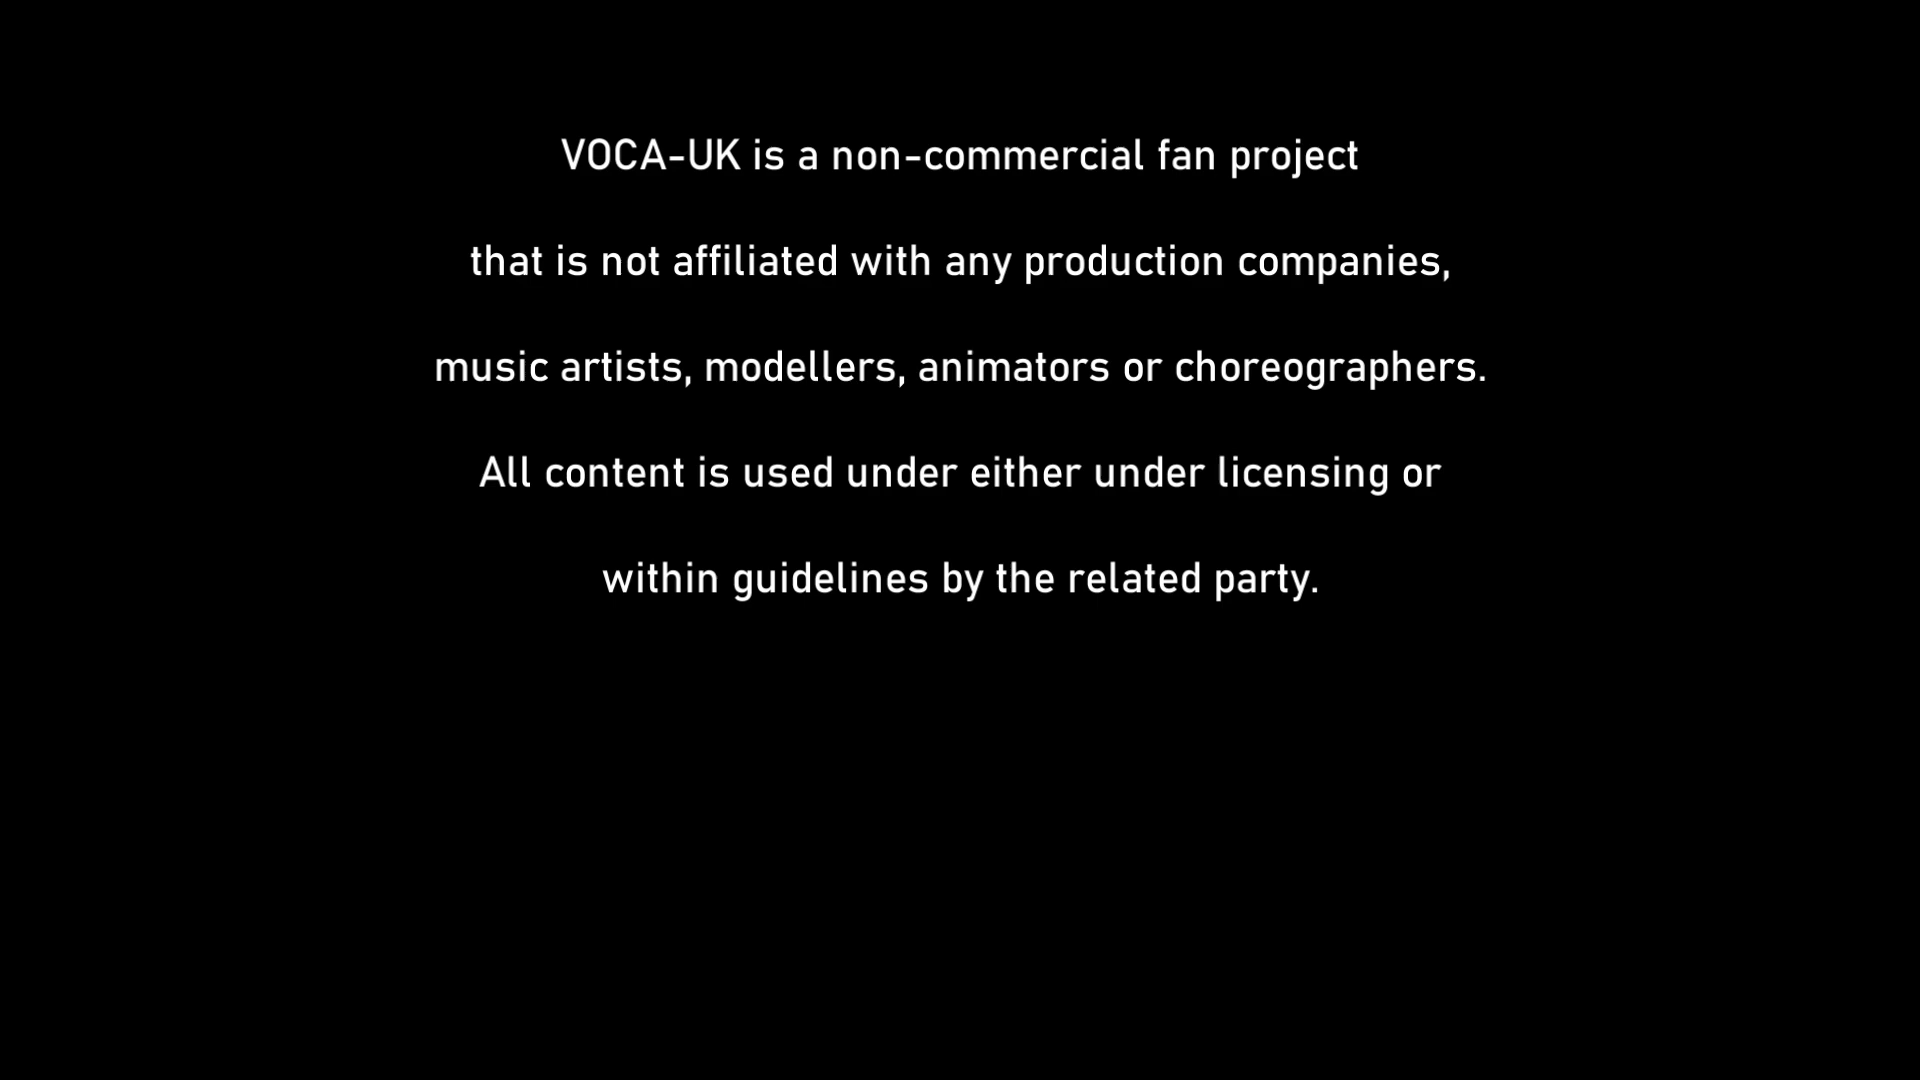 VOCA-UK is a non-commercial fan project
that is not affiliated with any production companies,
music artists, modellers, animators or choreographers.
All content is used under either under licensing or
within guidelines by the related party.